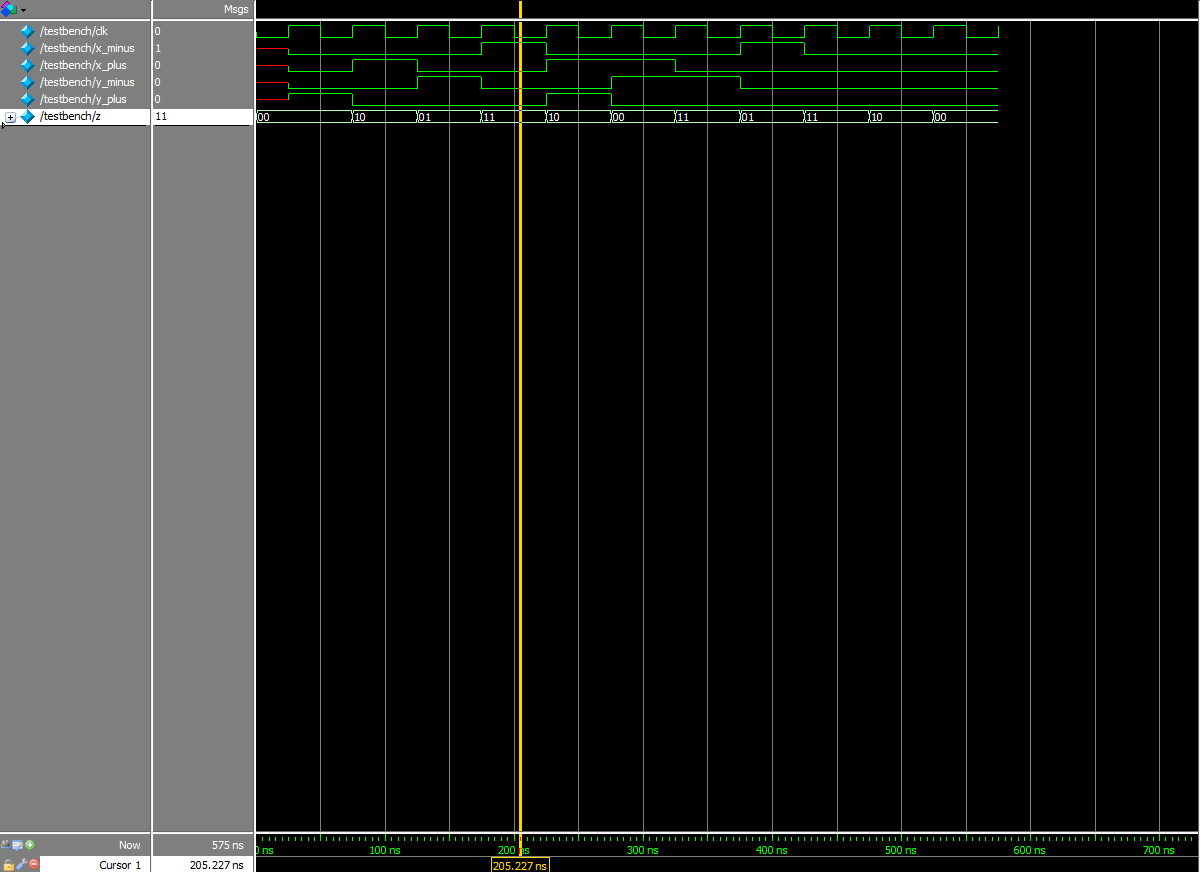 Msgs
/testbench/clk 0
/testbench/x_minus 1
/testbench/x_plus 0
/testbench/y_minus 0
/testbench/y_plus 0
/testbench/z 11 00 10 01 11 10 00 11 01 11 10 00
Now 575 ns 0 ns 100 ns 200 ns 300 ns 400 ns 500 ns 600 ns 700 ns
Cursor 1 205.227 ns 205.227 ns